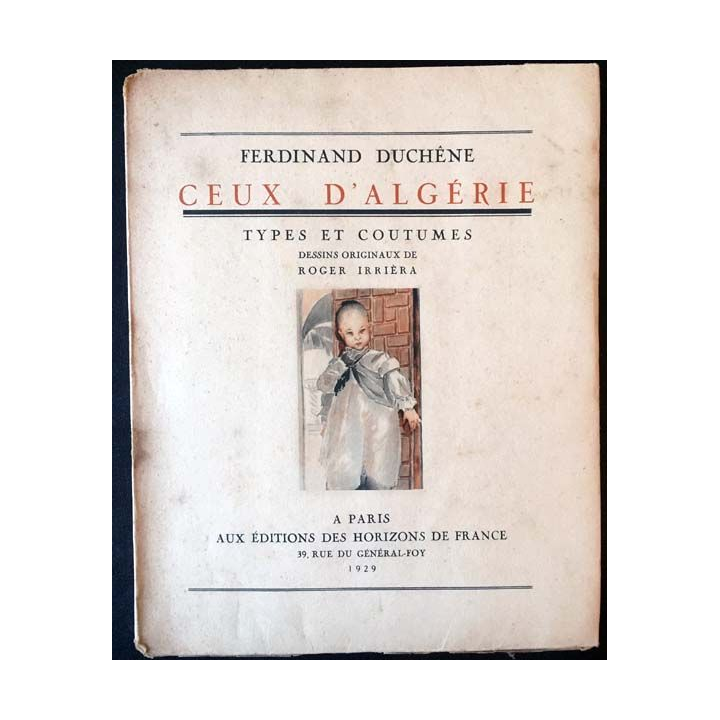 FERDINAND DUCHÊNE
CEUX D'ALGÉRIE
TYPES ET COUTUMES
DESSINS ORIGINAUX DE
ROGER IRRIÈRA
A PARIS
AUX ÉDITIONS DES HORIZONS DE FRANCE
39, RUE DU GÉNÉRAL-FOY
1929